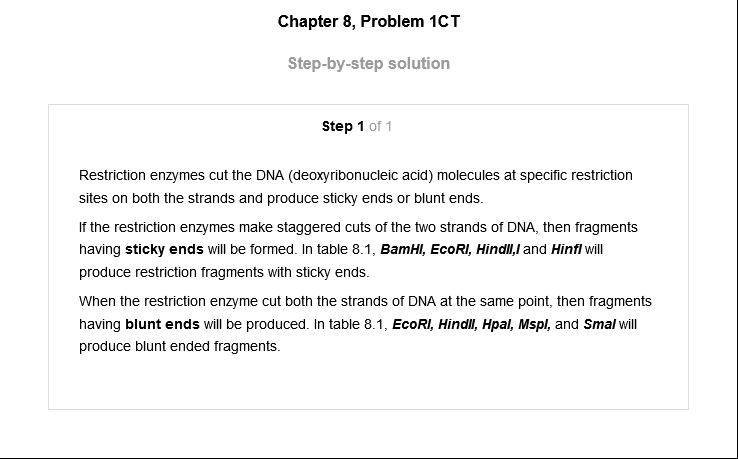 Chapter 8, Problem 1CT
Step-by-step solution
Step 1 of 1
Restriction enzymes cut the DNA (deoxyribonucleic acid) molecules at specific restriction
sites on both the strands and produce sticky ends or blunt ends.
If the restriction enzymes make staggered cuts of the two strands of DNA, then fragments
having sticky ends will be formed. In table 8.1, BamHI, EcoRI, HindII,I and HinfI will
produce restriction fragments with sticky ends.
When the restriction enzyme cut both the strands of DNA at the same point, then fragments
having blunt ends will be produced. In table 8.1, EcoRI, HindII, HpaI, MspI, and SmaI will
produce blunt ended fragments.